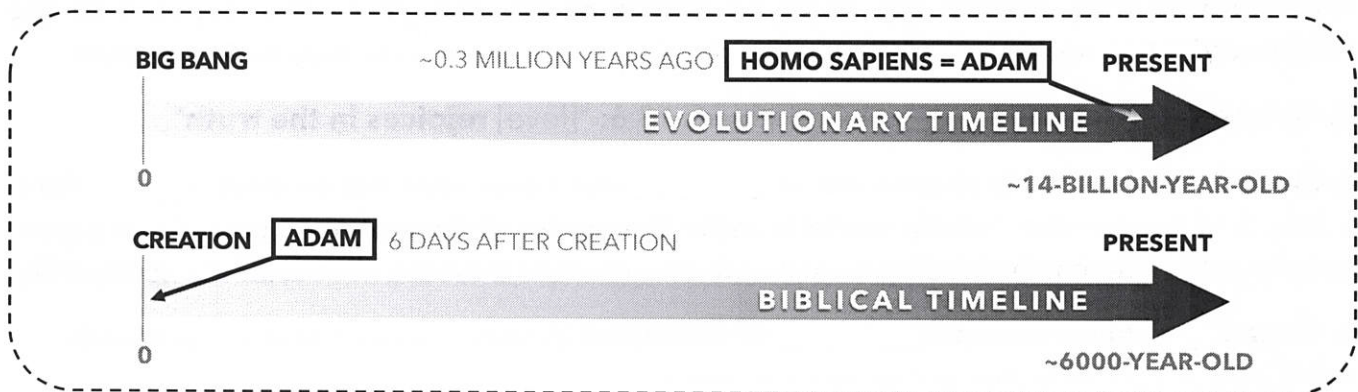 BIG BANG ~0.3 MILLION YEARS AGO HOMO SAPIENS = ADAM PRESENT
EVOLUTIONARY TIMELINE
0
~14-BILLION-YEAR-OLD
CREATION ADAM 6 DAYS AFTER CREATION PRESENT
BIBLICAL TIMELINE
0
~6000-YEAR-OLD